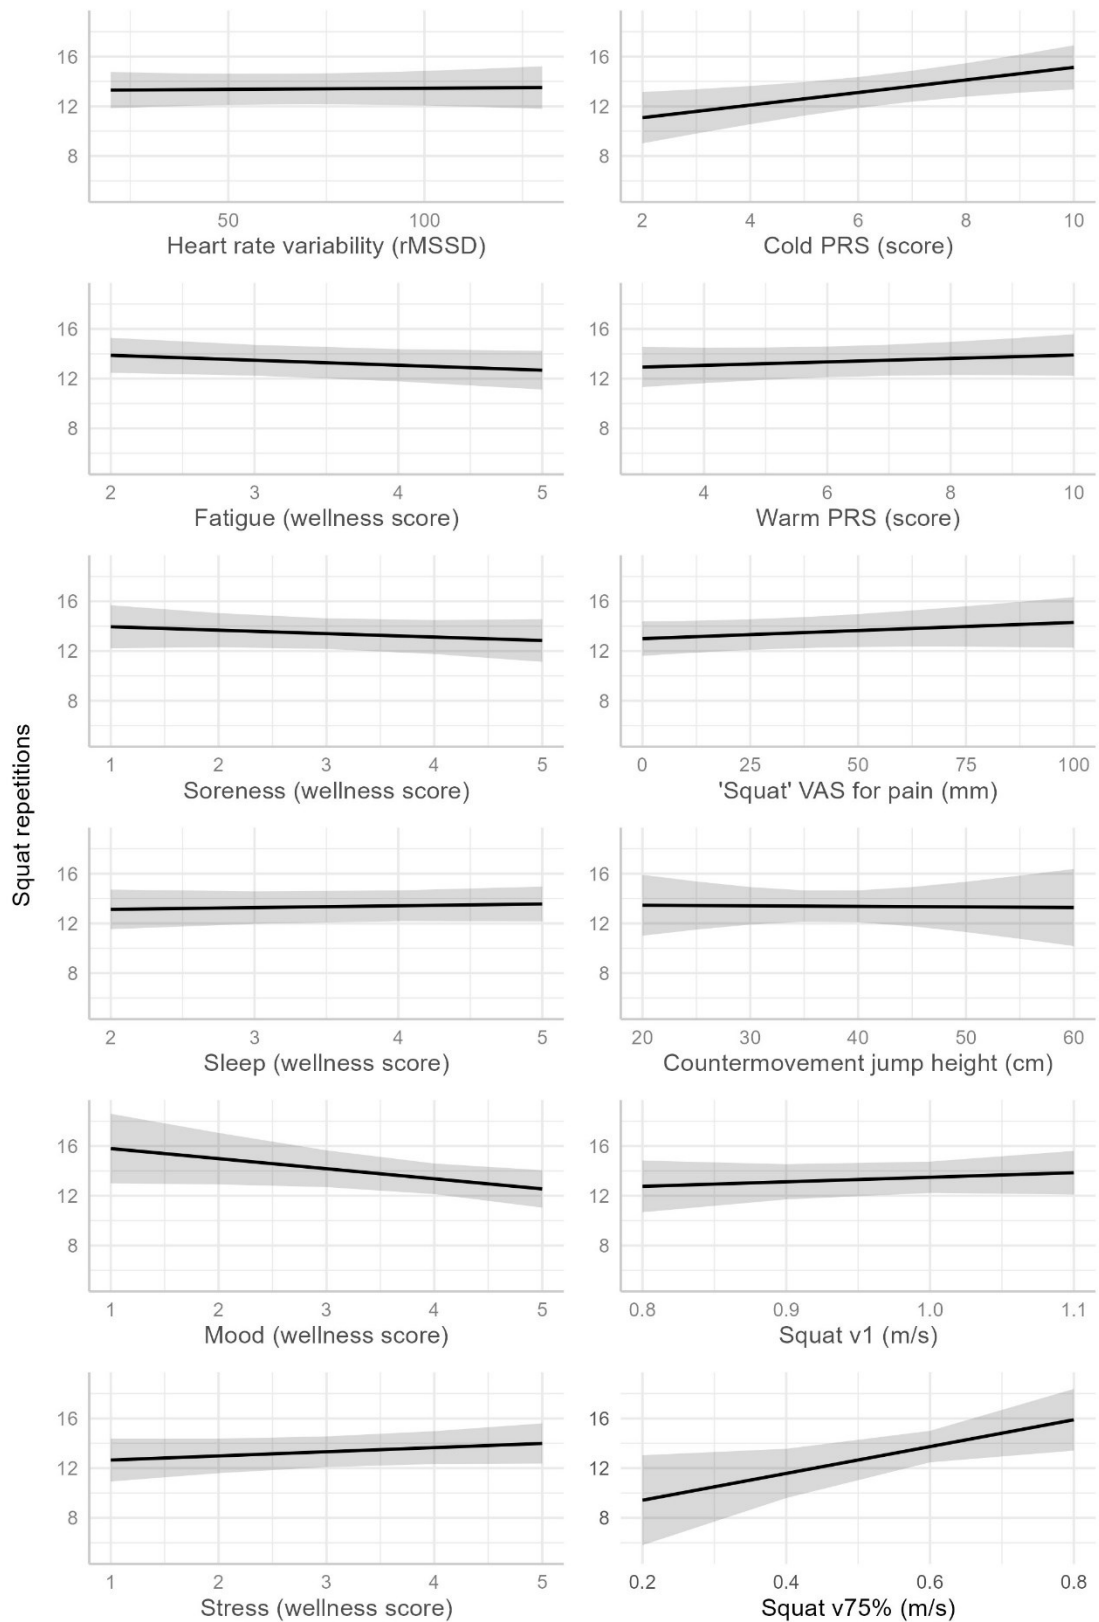 16
12
8
50 100
Heart rate variability (rMSSD)
16
12
8
2 4 6 8 10
Cold PRS (score)
16
12
8
2 3 4 5
Fatigue (wellness score)
16
12
8
4 6 8 10
Warm PRS (score)
16
12
8
1 2 3 4 5
Soreness (wellness score)
16
12
8
0 25 50 75 100
'Squat' VAS for pain (mm)
Squat repetitions
16
12
8
2 3 4 5
Sleep (wellness score)
16
12
8
20 30 40 50 60
Countermovement jump height (cm)
16
12
8
1 2 3 4 5
Mood (wellness score)
16
12
8
0.8 0.9 1.0 1.1
Squat v1 (m/s)
16
12
8
1 2 3 4 5
Stress (wellness score)
16
12
8
0.2 0.4 0.6 0.8
Squat v75% (m/s)